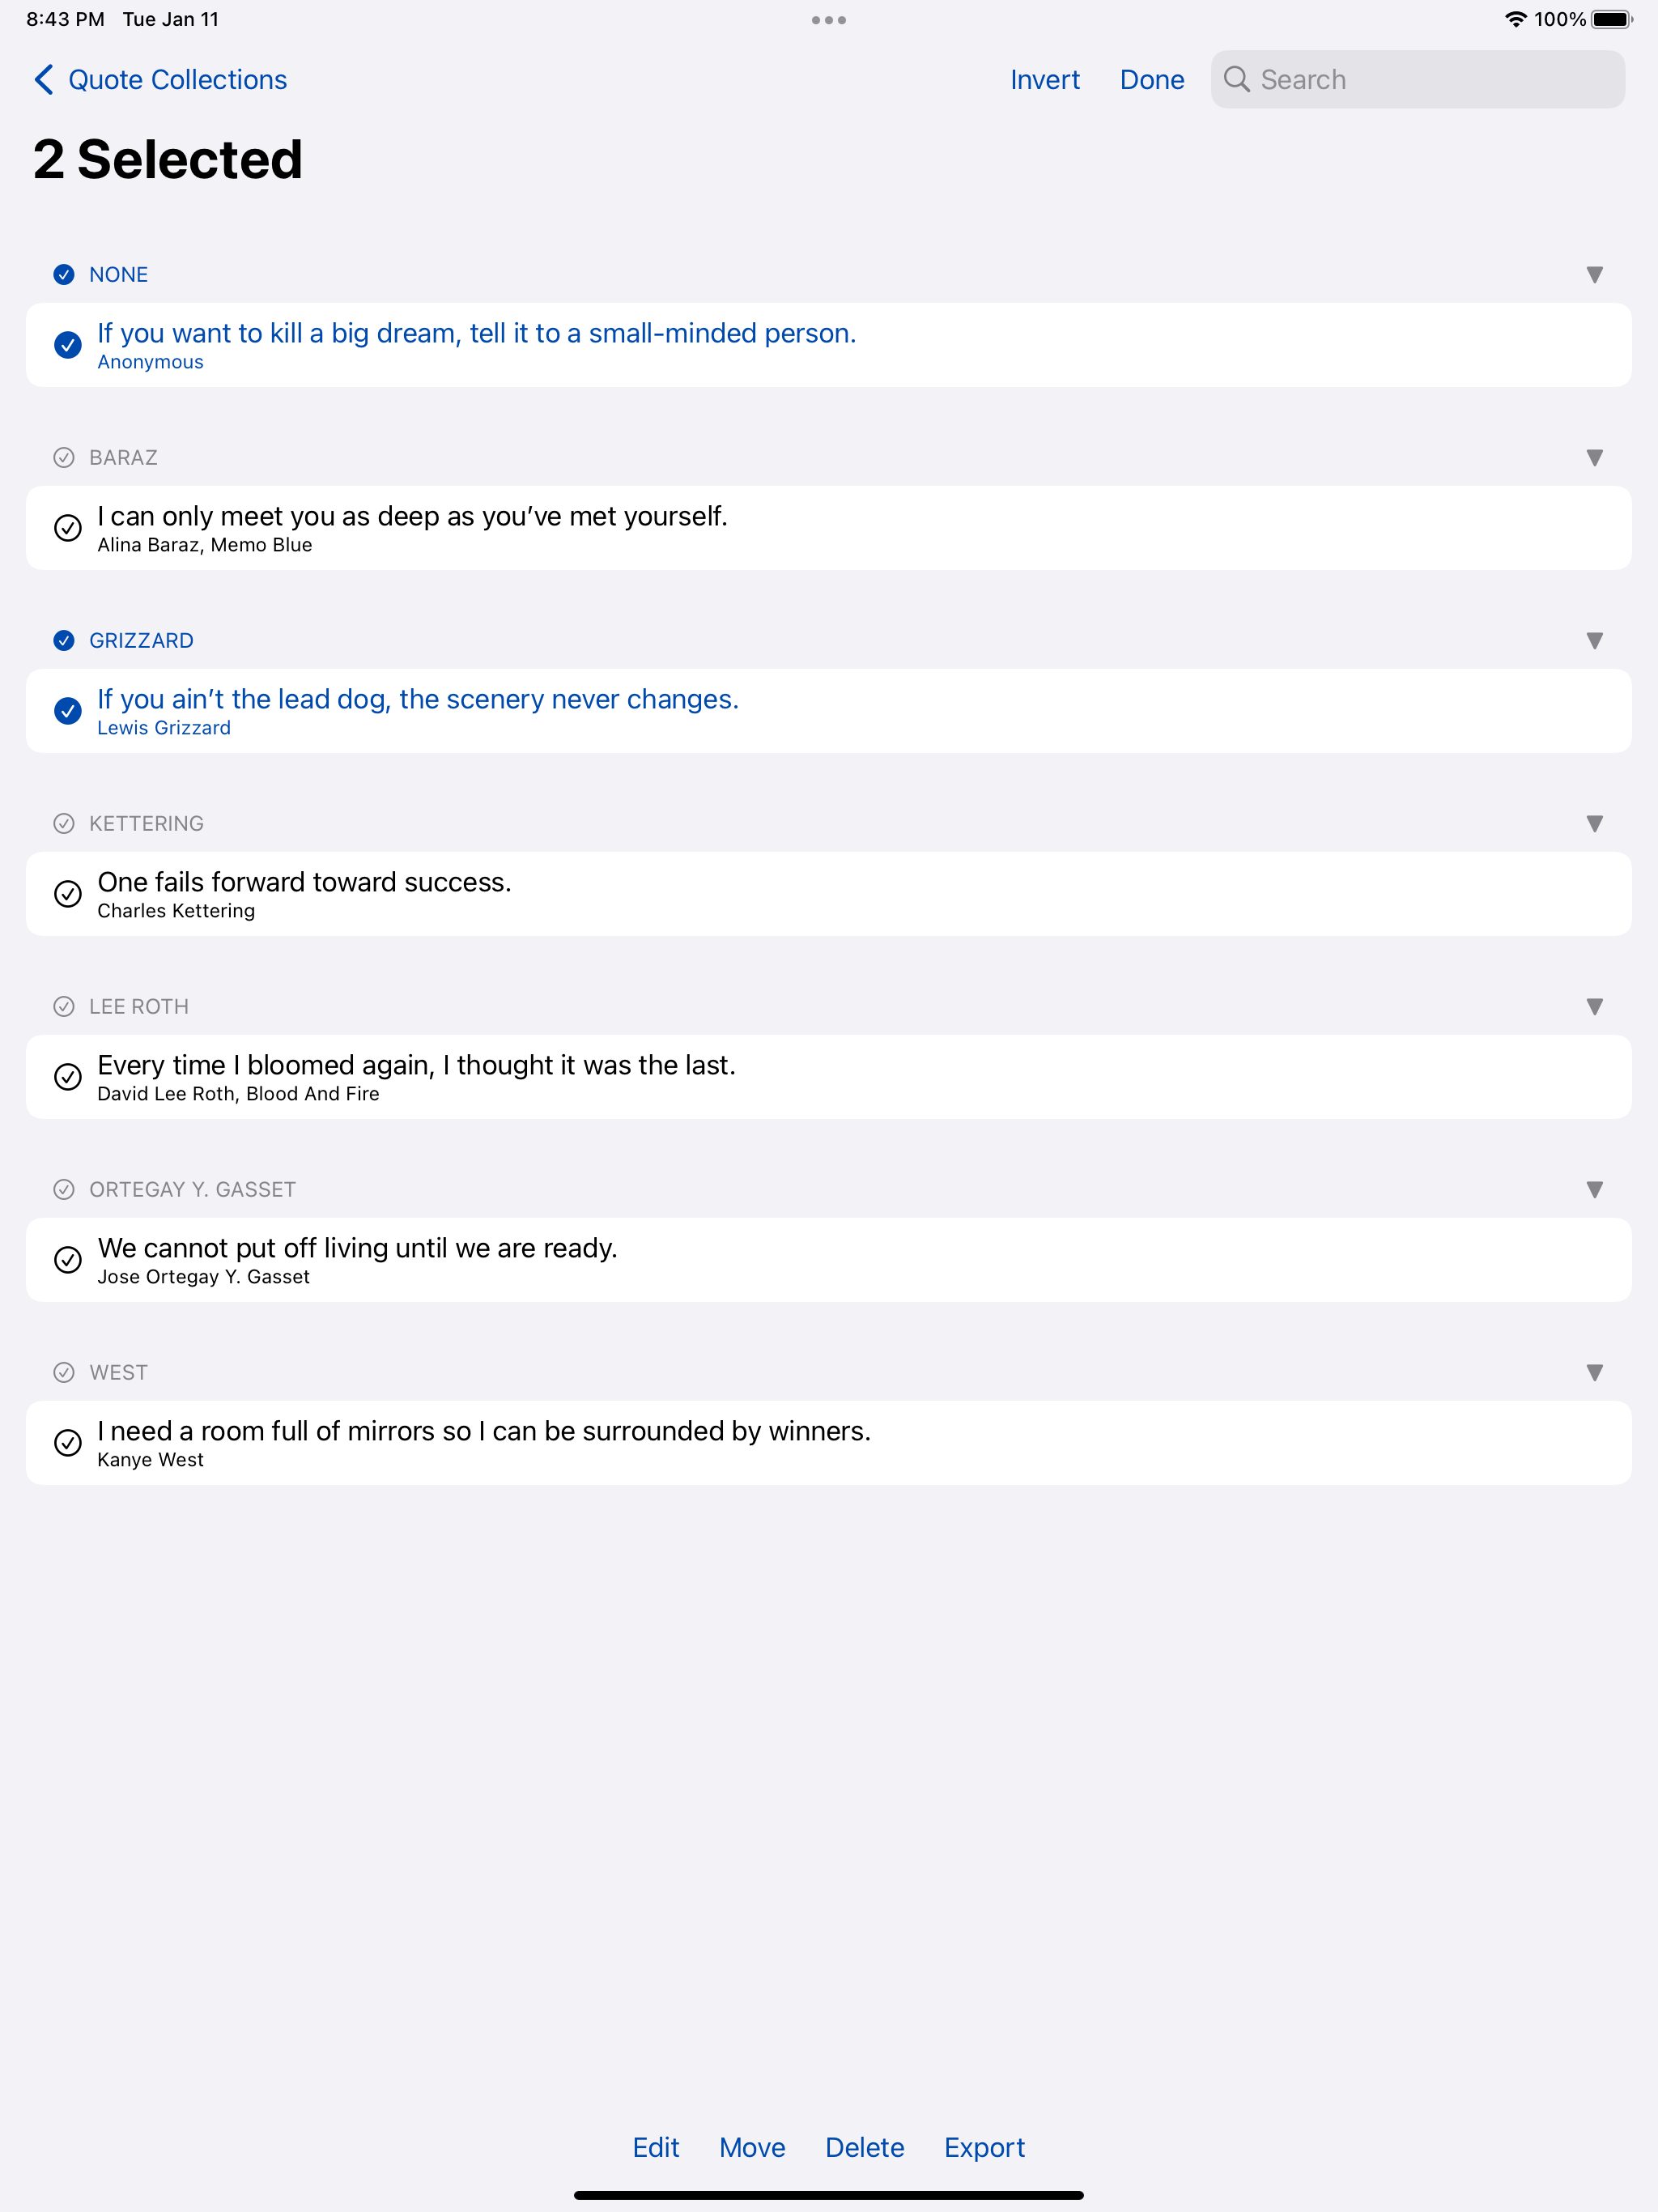 8:43 PM Tue Jan 11
100%
Quote Collections
Invert
Done
Search
2 Selected
NONE
If you want to kill a big dream, tell it to a small-minded person.
Anonymous
BARAZ
I can only meet you as deep as you’ve met yourself.
Alina Baraz, Memo Blue
GRIZZARD
If you ain’t the lead dog, the scenery never changes.
Lewis Grizzard
KETTERING
One fails forward toward success.
Charles Kettering
LEE ROTH
Every time I bloomed again, I thought it was the last.
David Lee Roth, Blood And Fire
ORTEGAY Y. GASSET
We cannot put off living until we are ready.
Jose Ortegay Y. Gasset
WEST
I need a room full of mirrors so I can be surrounded by winners.
Kanye West
Edit Move Delete Export